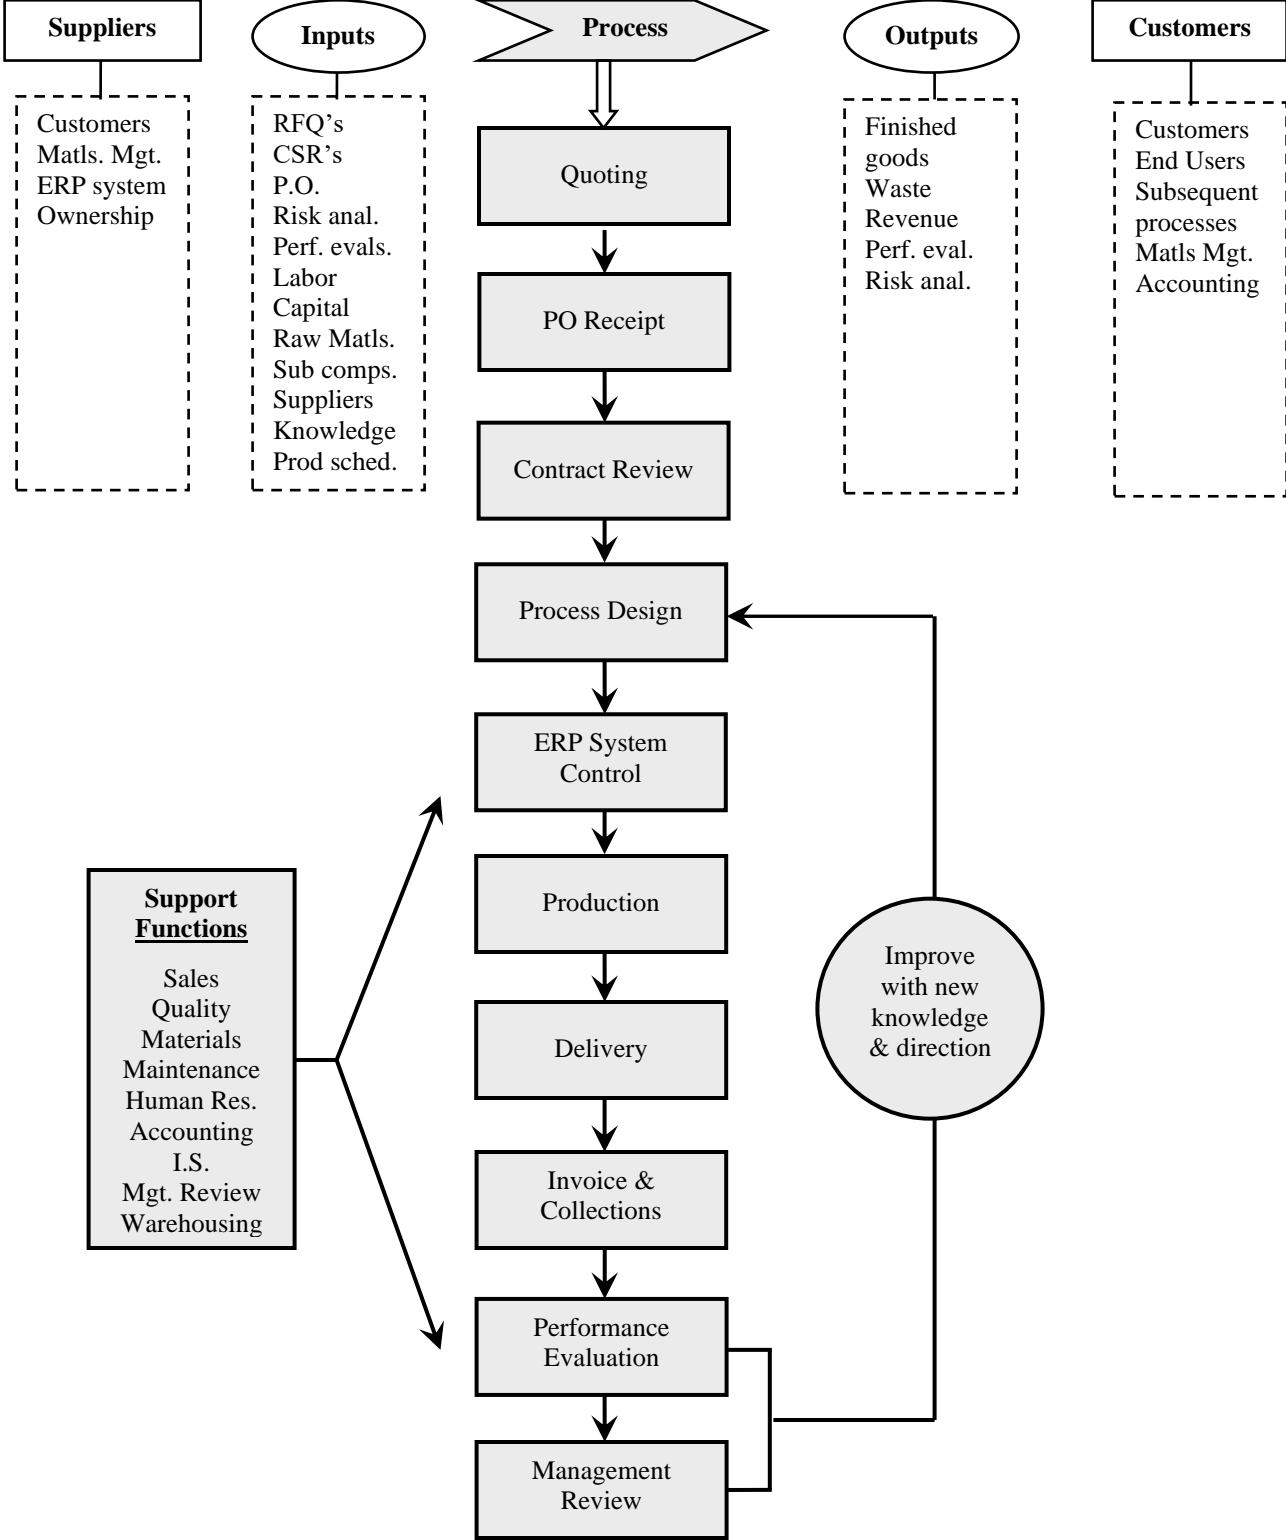 Suppliers
Inputs
Process
Outputs
Customers
Customers
Matls. Mgt.
ERP system
Ownership
RFQ’s
CSR’s
P.O.
Risk anal.
Perf. evals.
Labor
Capital
Raw Matls.
Sub comps.
Suppliers
Knowledge
Prod sched.
Finished
goods
Waste
Revenue
Perf. eval.
Risk anal.
Customers
End Users
Subsequent
processes
Matls Mgt.
Accounting
Quoting
PO Receipt
Contract Review
Process Design
ERP System
Control
Production
Delivery
Invoice &
Collections
Performance
Evaluation
Management
Review
Support
Functions
Sales
Quality
Materials
Maintenance
Human Res.
Accounting
I.S.
Mgt. Review
Warehousing
Improve
with new
knowledge
& direction